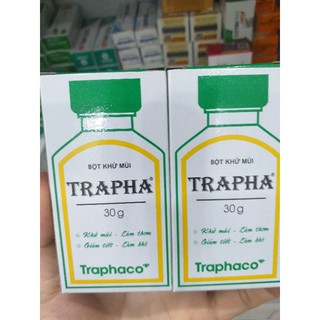 BỘT KHỬ MÙI
TRAPHA®
30g
Khử mùi - Làm thơm
Giảm tiết - Làm khô
Traphaco
BỘT KHỬ MÙI
TRAPHA®
30g
Khử mùi - Làm thơm
Giảm tiết - Làm khô
Traphaco